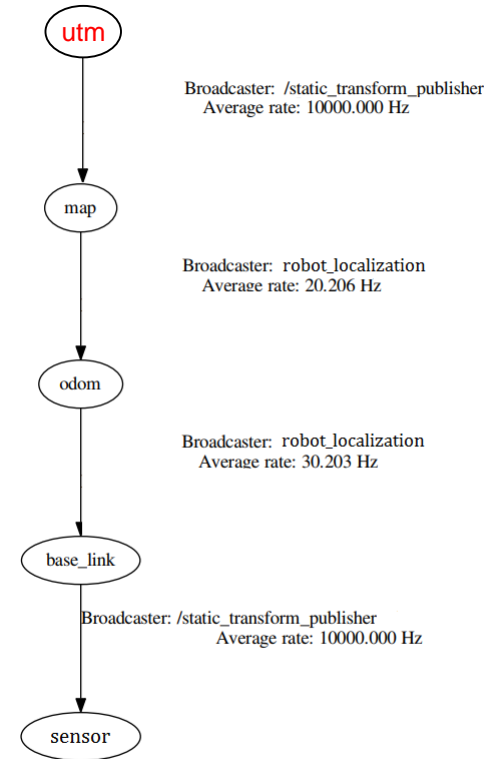 utm
Broadcaster: /static_transform_publisher
Average rate: 10000.000 Hz
map
Broadcaster: robot_localization
Average rate: 20.206 Hz
odom
Broadcaster: robot_localization
Average rate: 30.203 Hz
base_link
Broadcaster: /static_transform_publisher
Average rate: 10000.000 Hz
sensor